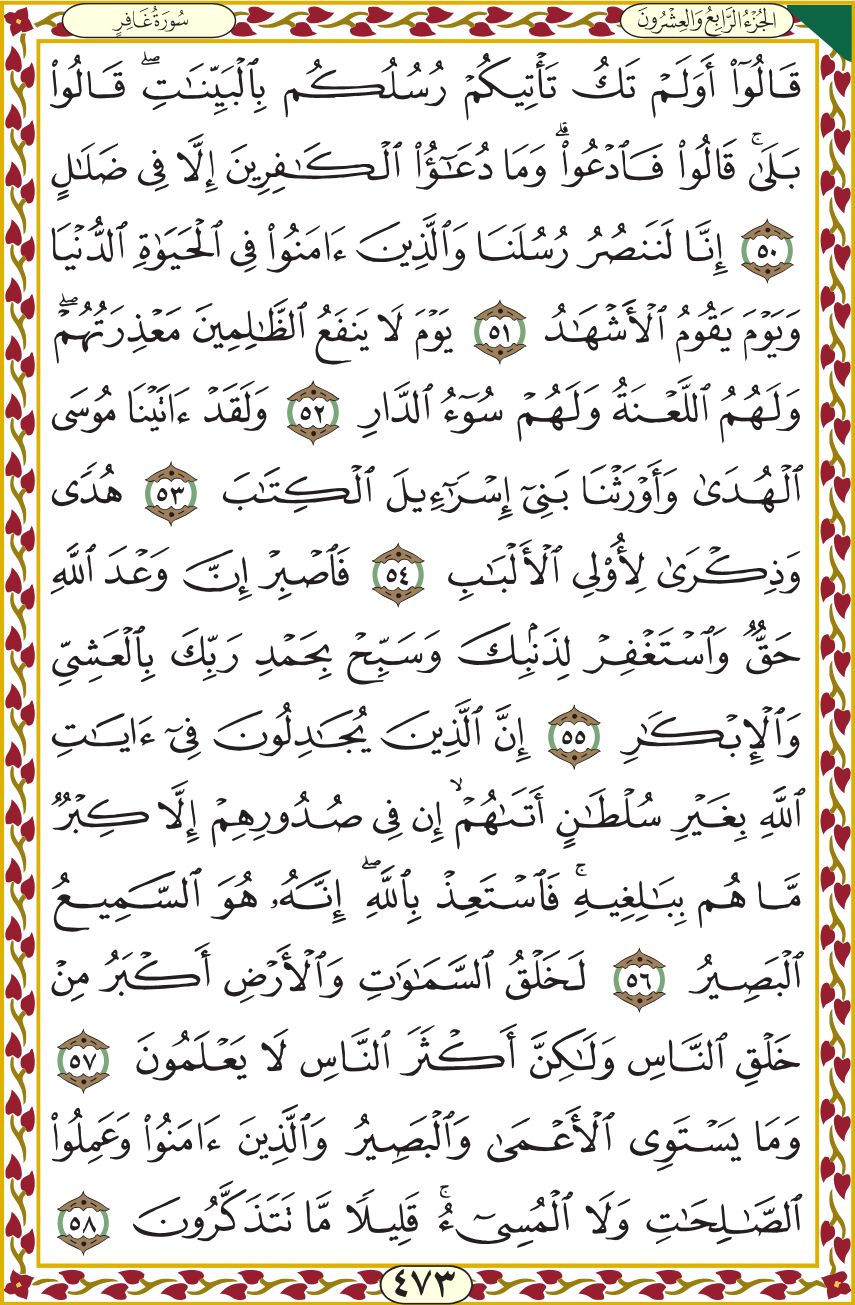 الجُزْءُ الرَّابِعُ وَالعِشْرُونَ
سُورَةُ غَافِرٍ
قَالُوٓاْ أَوَلَمْ تَكُ تَأْتِيكُمْ رُسُلُكُم بِٱلْبَيِّنَٰتِۖ قَالُواْ
بَلَىٰۚ قَالُواْ فَٱدْعُواْۗ وَمَا دُعَٰٓؤُاْ ٱلْكَٰفِرِينَ إِلَّا فِى ضَلَٰلٍ
٥٠ إِنَّا لَنَنصُرُ رُسُلَنَا وَٱلَّذِينَ ءَامَنُواْ فِى ٱلْحَيَوٰةِ ٱلدُّنْيَا
وَيَوْمَ يَقُومُ ٱلْأَشْهَٰدُ ٥١ يَوْمَ لَا يَنفَعُ ٱلظَّٰلِمِينَ مَعْذِرَتُهُمْۖ
وَلَهُمُ ٱللَّعْنَةُ وَلَهُمْ سُوٓءُ ٱلدَّارِ ٥٢ وَلَقَدْ ءَاتَيْنَا مُوسَى
ٱلْهُدَىٰ وَأَوْرَثْنَا بَنِىٓ إِسْرَٰٓءِيلَ ٱلْكِتَٰبَ ٥٣ هُدًى
وَذِكْرَىٰ لِأُوْلِى ٱلْأَلْبَٰبِ ٥٤ فَٱصْبِرْ إِنَّ وَعْدَ ٱللَّهِ
حَقٌّ وَٱسْتَغْفِرْ لِذَنۢبِكَ وَسَبِّحْ بِحَمْدِ رَبِّكَ بِٱلْعَشِىِّ
وَٱلْإِبْكَٰرِ ٥٥ إِنَّ ٱلَّذِينَ يُجَٰدِلُونَ فِىٓ ءَايَٰتِ
ٱللَّهِ بِغَيْرِ سُلْطَٰنٍ أَتَىٰهُمْۙ إِن فِى صُدُورِهِمْ إِلَّا كِبْرٌ
مَّا هُم بِبَٰلِغِيهِۚ فَٱسْتَعِذْ بِٱللَّهِۖ إِنَّهُۥ هُوَ ٱلسَّمِيعُ
ٱلْبَصِيرُ ٥٦ لَخَلْقُ ٱلسَّمَٰوَٰتِ وَٱلْأَرْضِ أَكْبَرُ مِنْ
خَلْقِ ٱلنَّاسِ وَلَٰكِنَّ أَكْثَرَ ٱلنَّاسِ لَا يَعْلَمُونَ ٥٧
وَمَا يَسْتَوِى ٱلْأَعْمَىٰ وَٱلْبَصِيرُ وَٱلَّذِينَ ءَامَنُواْ وَعَمِلُواْ
ٱلصَّٰلِحَٰتِ وَلَا ٱلْمُسِىٓءُۚ قَلِيلًا مَّا تَتَذَكَّرُونَ ٥٨
٤٧٣